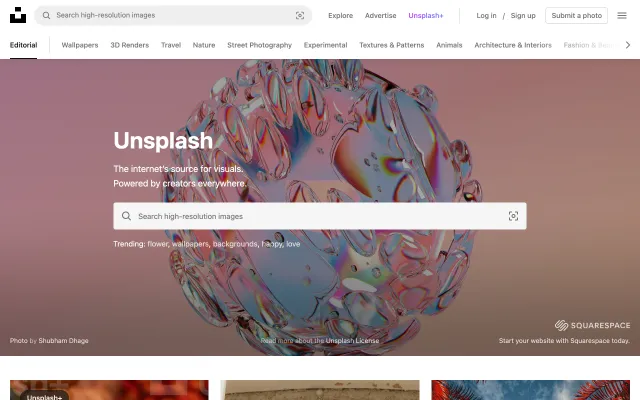 Search high-resolution images
Explore
Advertise
Unsplash+
Log in / Sign up
Submit a photo
Editorial
Wallpapers
3D Renders
Travel
Nature
Street Photography
Experimental
Textures & Patterns
Animals
Architecture & Interiors
Fashion &
Unsplash
The internet's source for visuals.
Powered by creators everywhere.
Search high-resolution images
Trending: flower, wallpapers, backgrounds, happy, love
SQUARESPACE
Photo by Shubham Dhage
Read more about the Unsplash License
Start your website with Squarespace today.
Unsplash+